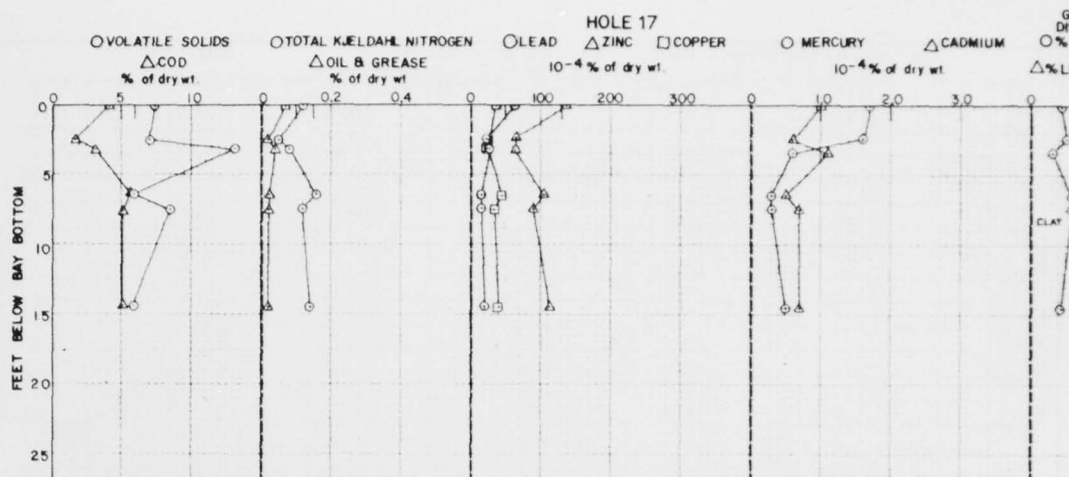 HOLE 17
G
○ VOLATILE SOLIDS ○ TOTAL KJELDAHL NITROGEN ○ LEAD △ ZINC □ COPPER ○ MERCURY △ CADMIUM
△ COD △ OIL & GREASE ○ %
% of dry wt. % of dry wt 10⁻⁴ % of dry wt. 10⁻⁴ % of dry wt. △ % L
0 5 10 0 0.2 0.4 0 100 200 300 0 1.0 2.0 3.0 0
0
5
10
15
20
25
FEET BELOW BAY BOTTOM
CLAY